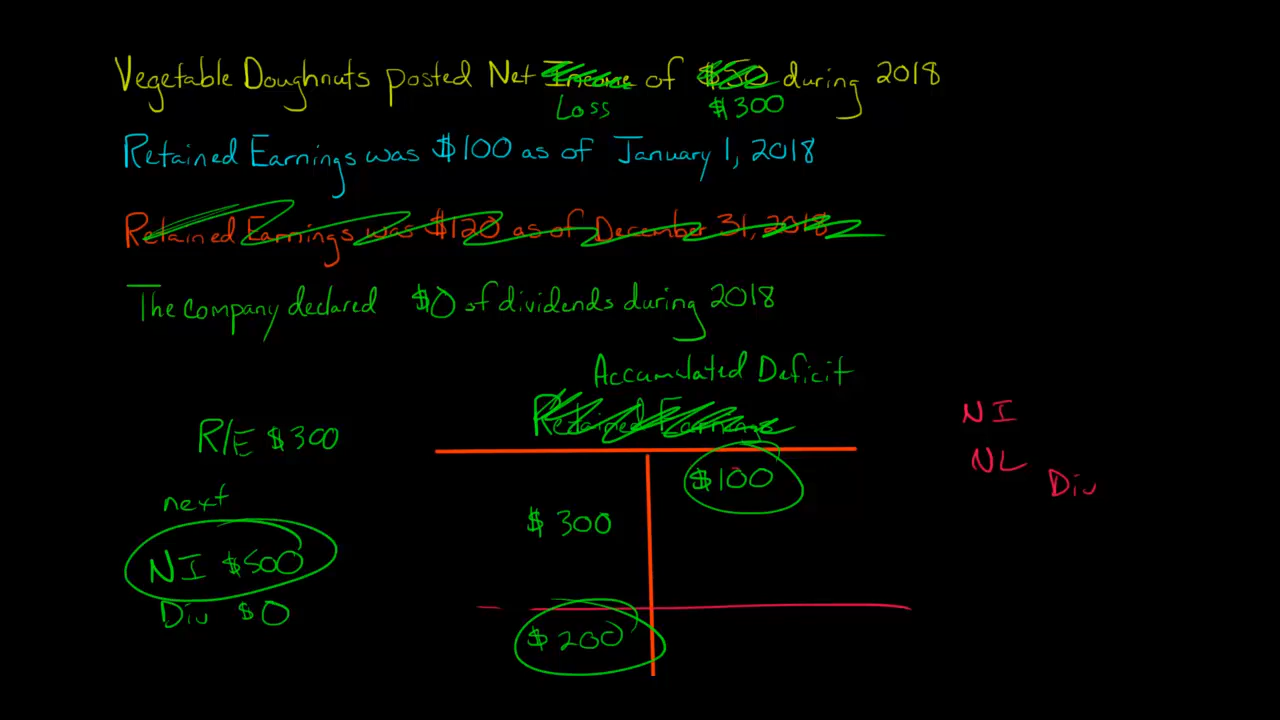 Vegetable Doughnuts posted Net Income of $50 during 2018
Loss $300
Retained Earnings was $100 as of January 1, 2018
Retained Earnings was $120 as of December 31, 2018
The company declared $0 of dividends during 2018
Accumulated Deficit
Retained Earnings
R/E $300
next
NI $500
Div $0
$100
$300
$200
NI
NL
Div